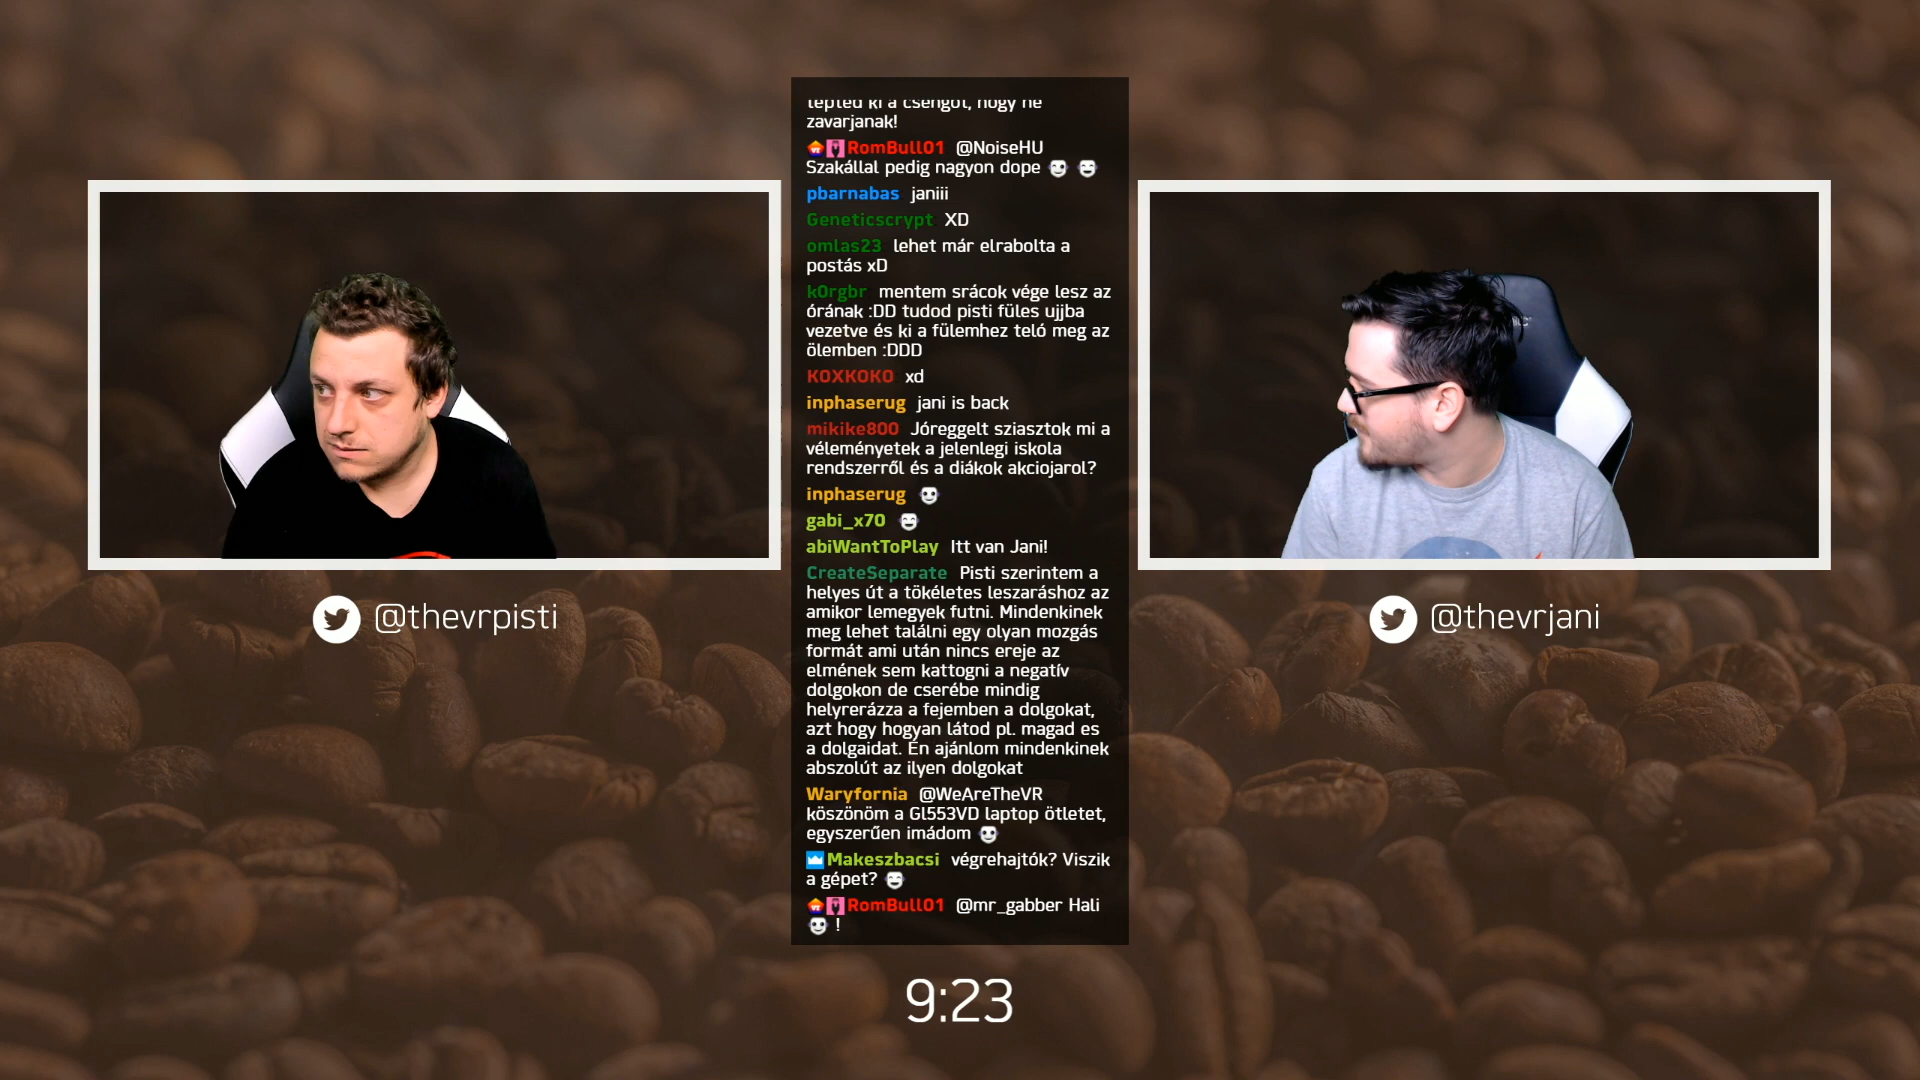 tépted ki a csengőt, hogy ne
zavarjanak!
RomBull01 @NoiseHU
Szakállal pedig nagyon dope
pbarnabas janiii
Geneticscrypt XD
omlas23 lehet már elrabolta a
postás xD
k0rgbr mentem srácok vége lesz az
órának :DD tudod pisti füles ujjba
vezetve és ki a fülemhez teló meg az
ölemben :DDD
KOXKOKO xd
inphaserug jani is back
mikike800 Jóreggelt sziasztok mi a
véleményetek a jelenlegi iskola
rendszerről és a diákok akciojarol?
inphaserug
gabi_x70
abiWantToPlay Itt van Jani!
CreateSeparate Pisti szerintem a
helyes út a tökéletes leszaráshoz az
amikor lemegyek futni. Mindenkinek
meg lehet találni egy olyan mozgás
formát ami után nincs ereje az
elmének sem kattogni a negatív
dolgokon de cserébe mindig
helyrerázza a fejemben a dolgokat,
azt hogy hogyan látod pl. magad es
a dolgaidat. Én ajánlom mindenkinek
abszolút az ilyen dolgokat
Waryfornia @WeAreTheVR
köszönöm a Gl553VD laptop ötletet,
egyszerűen imádom
Makeszbacsi végrehajtók? Viszik
a gépet?
RomBull01 @mr_gabber Hali
!
@thevrpisti
@thevrjani
9:23